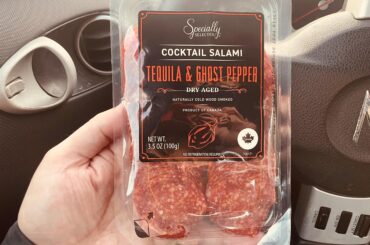 Specially
SELECTED
COCKTAIL SALAMI
TEQUILA & GHOST PEPPER
DRY AGED
NATURALLY COLD WOOD SMOKED
PRODUCT OF CANADA
NET WT.
3.5 OZ (100g)